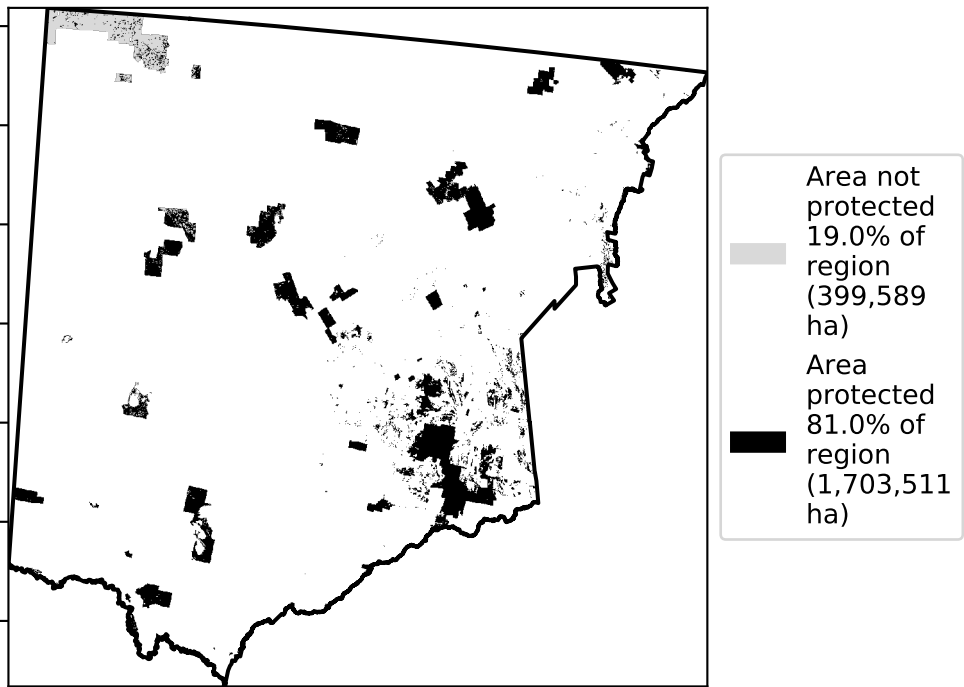 Area not
protected
19.0% of
region
(399,589
ha)
Area
protected
81.0% of
region
(1,703,511
ha)